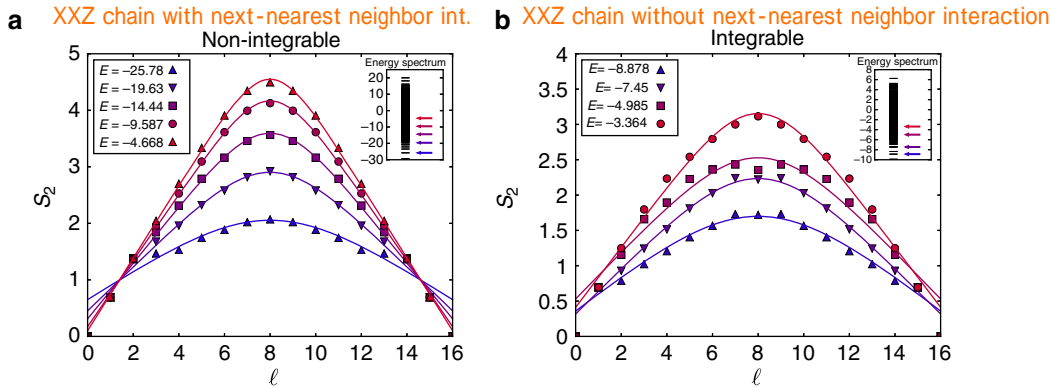 XXZ chain with next-nearest neighbor int.
a
Non-integrable
5
4
3
2
1
0
S2
E = −25.78
E = −19.63
E = −14.44
E = −9.587
E = −4.668
Energy spectrum
20
10
0
−10
−20
−30
0 2 4 6 8 10 12 14 16
ℓ
XXZ chain without next-nearest neighbor interaction
b
Integrable
4
3.5
3
2.5
2
1.5
1
0.5
0
S2
E= −8.878
E= −7.45
E= −4.985
E= −3.364
Energy spectrum
8
6
4
2
0
−2
−4
−6
−8
−10
0 2 4 6 8 10 12 14 16
ℓ